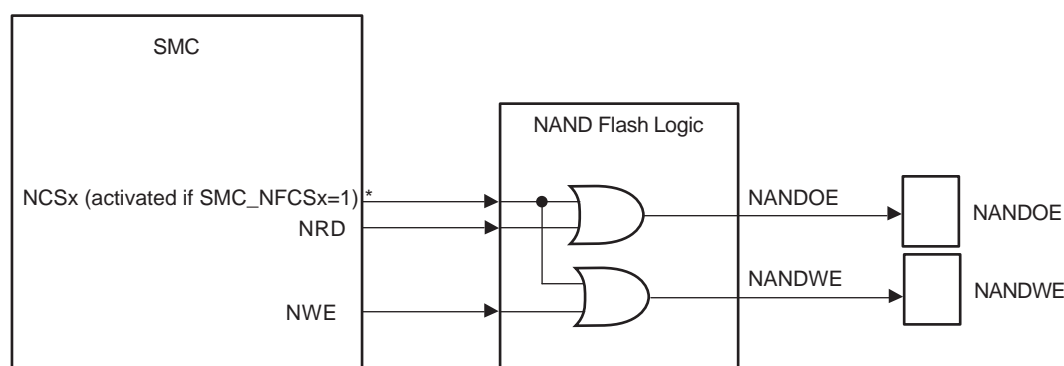 SMC
NAND Flash Logic
NCSx (activated if SMC_NFCSx=1) *
NANDOE
NANDOE
NRD
NANDWE
NANDWE
NWE